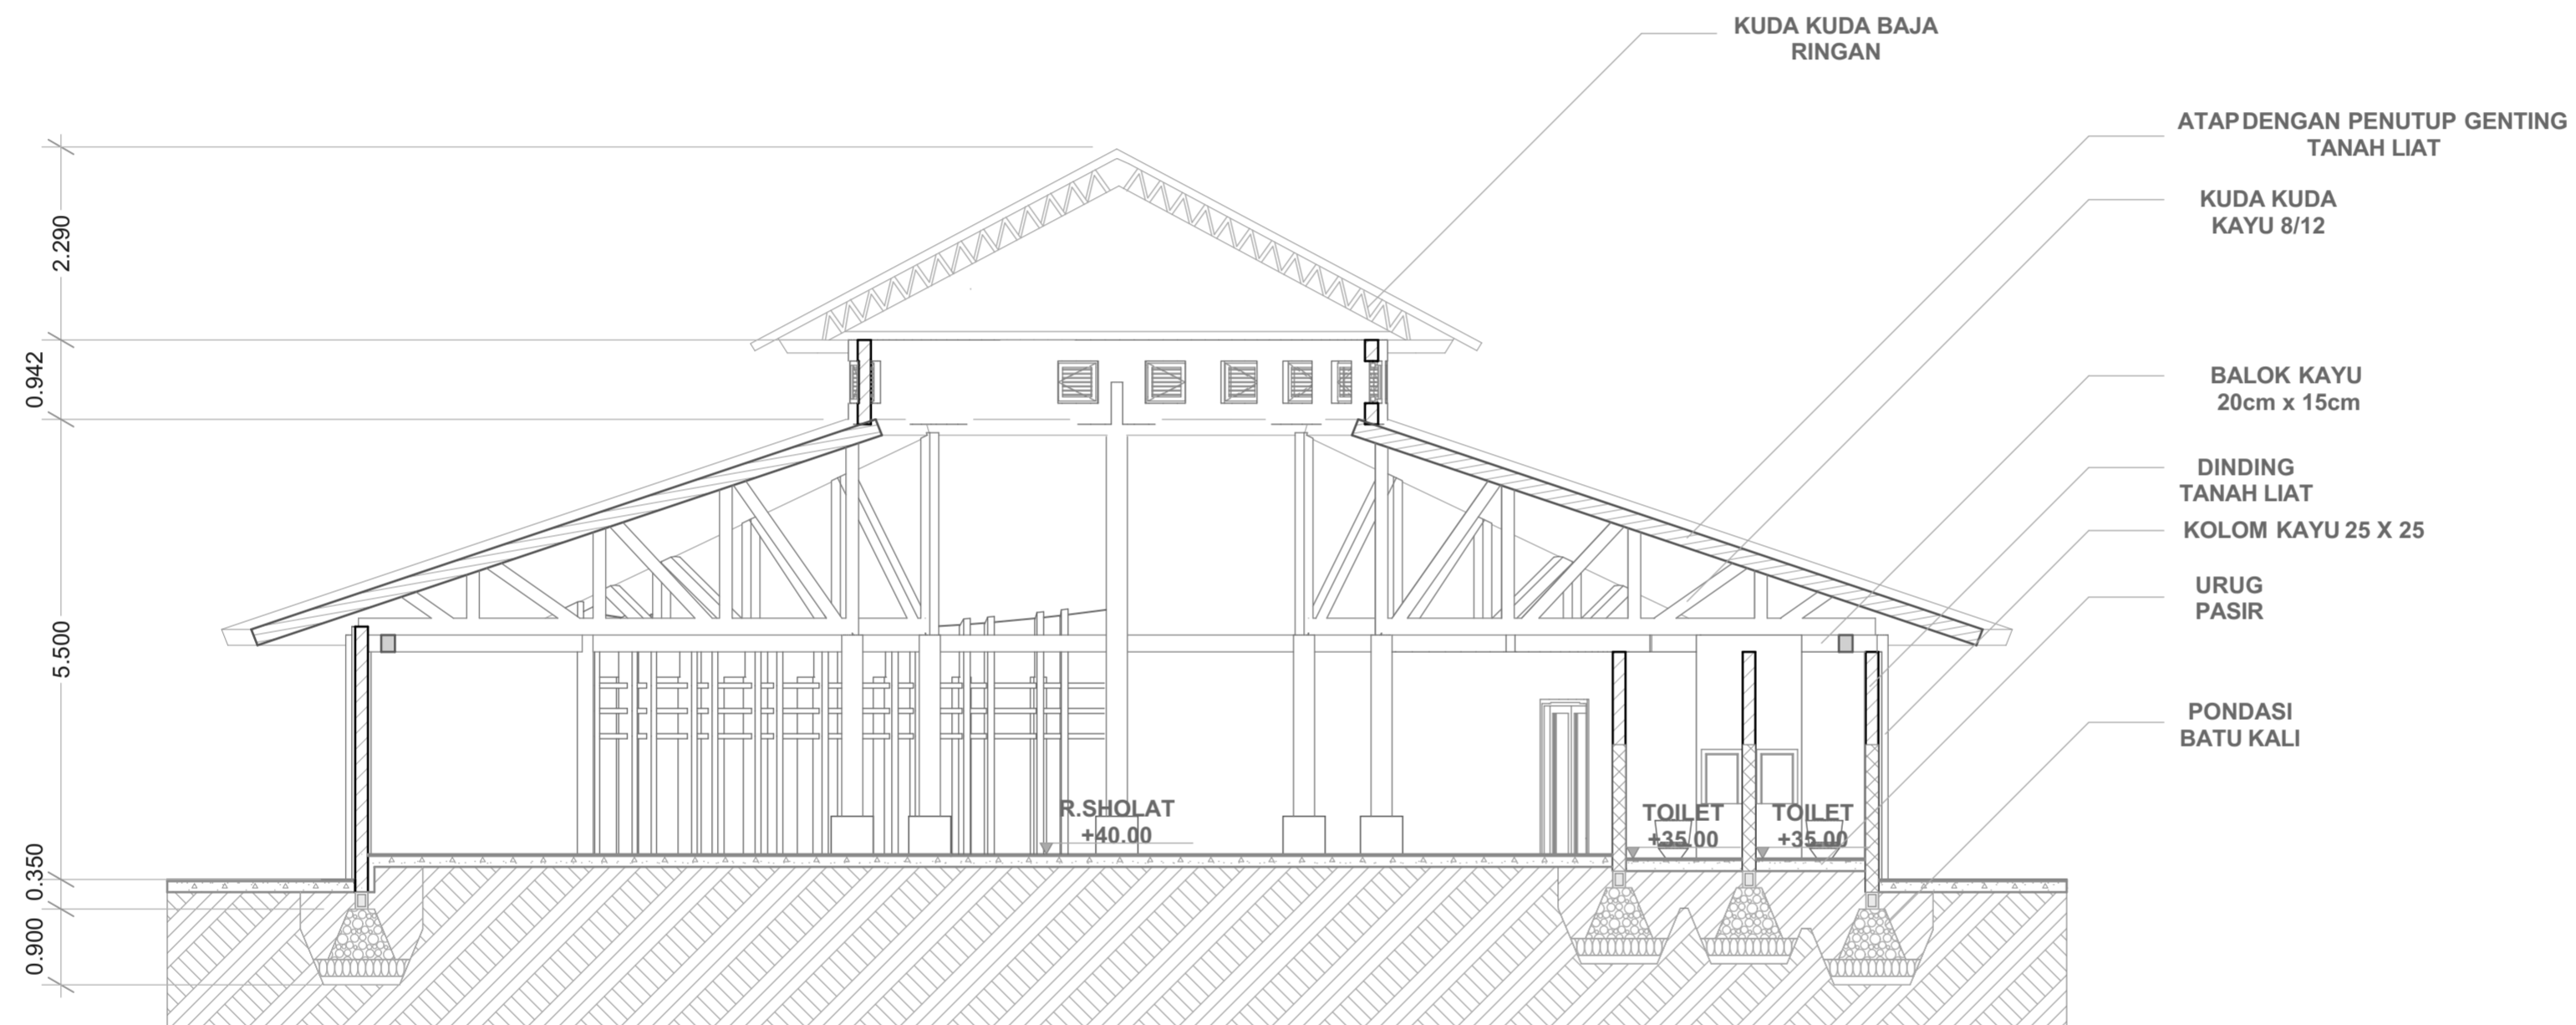 KUDA KUDA BAJA
RINGAN
ATAP DENGAN PENUTUP GENTING
TANAH LIAT
KUDA KUDA
KAYU 8/12
BALOK KAYU
20cm x 15cm
DINDING
TANAH LIAT
KOLOM KAYU 25 X 25
URUG
PASIR
PONDASI
BATU KALI
2.290
0.942
5.500
0.350
0.900
R.SHOLAT
+40.00
TOILET
+35.00
TOILET
+35.00